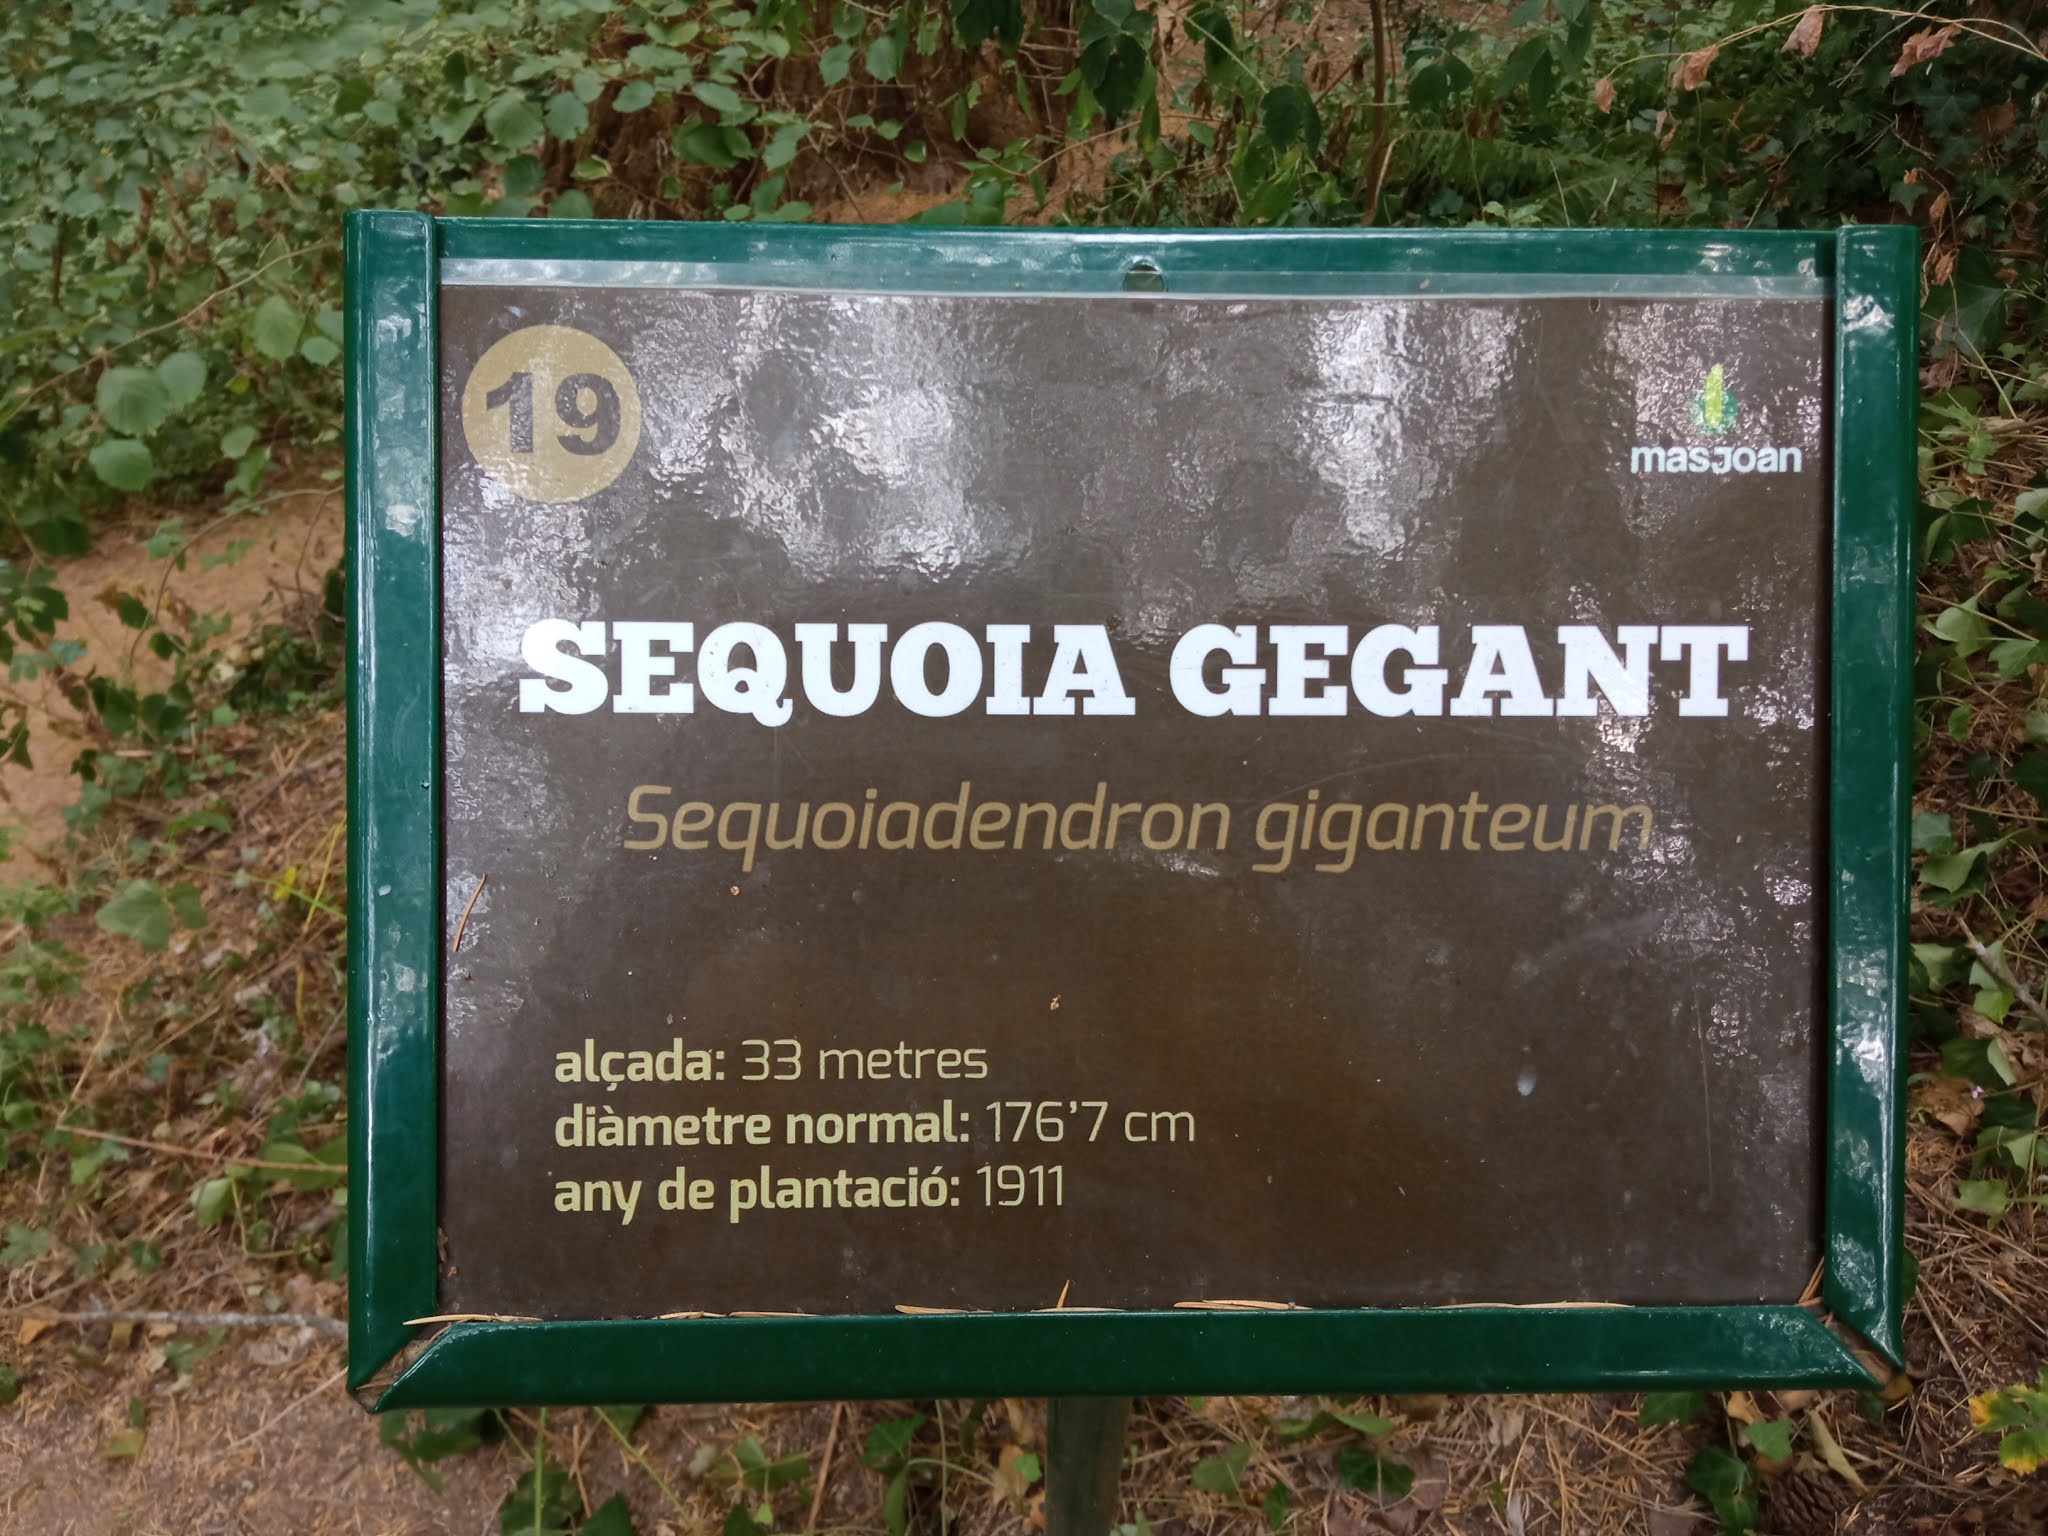 19
masjoan
SEQUOIA GEGANT
Sequoiadendron giganteum
alçada: 33 metres
diàmetre normal: 176'7 cm
any de plantació: 1911